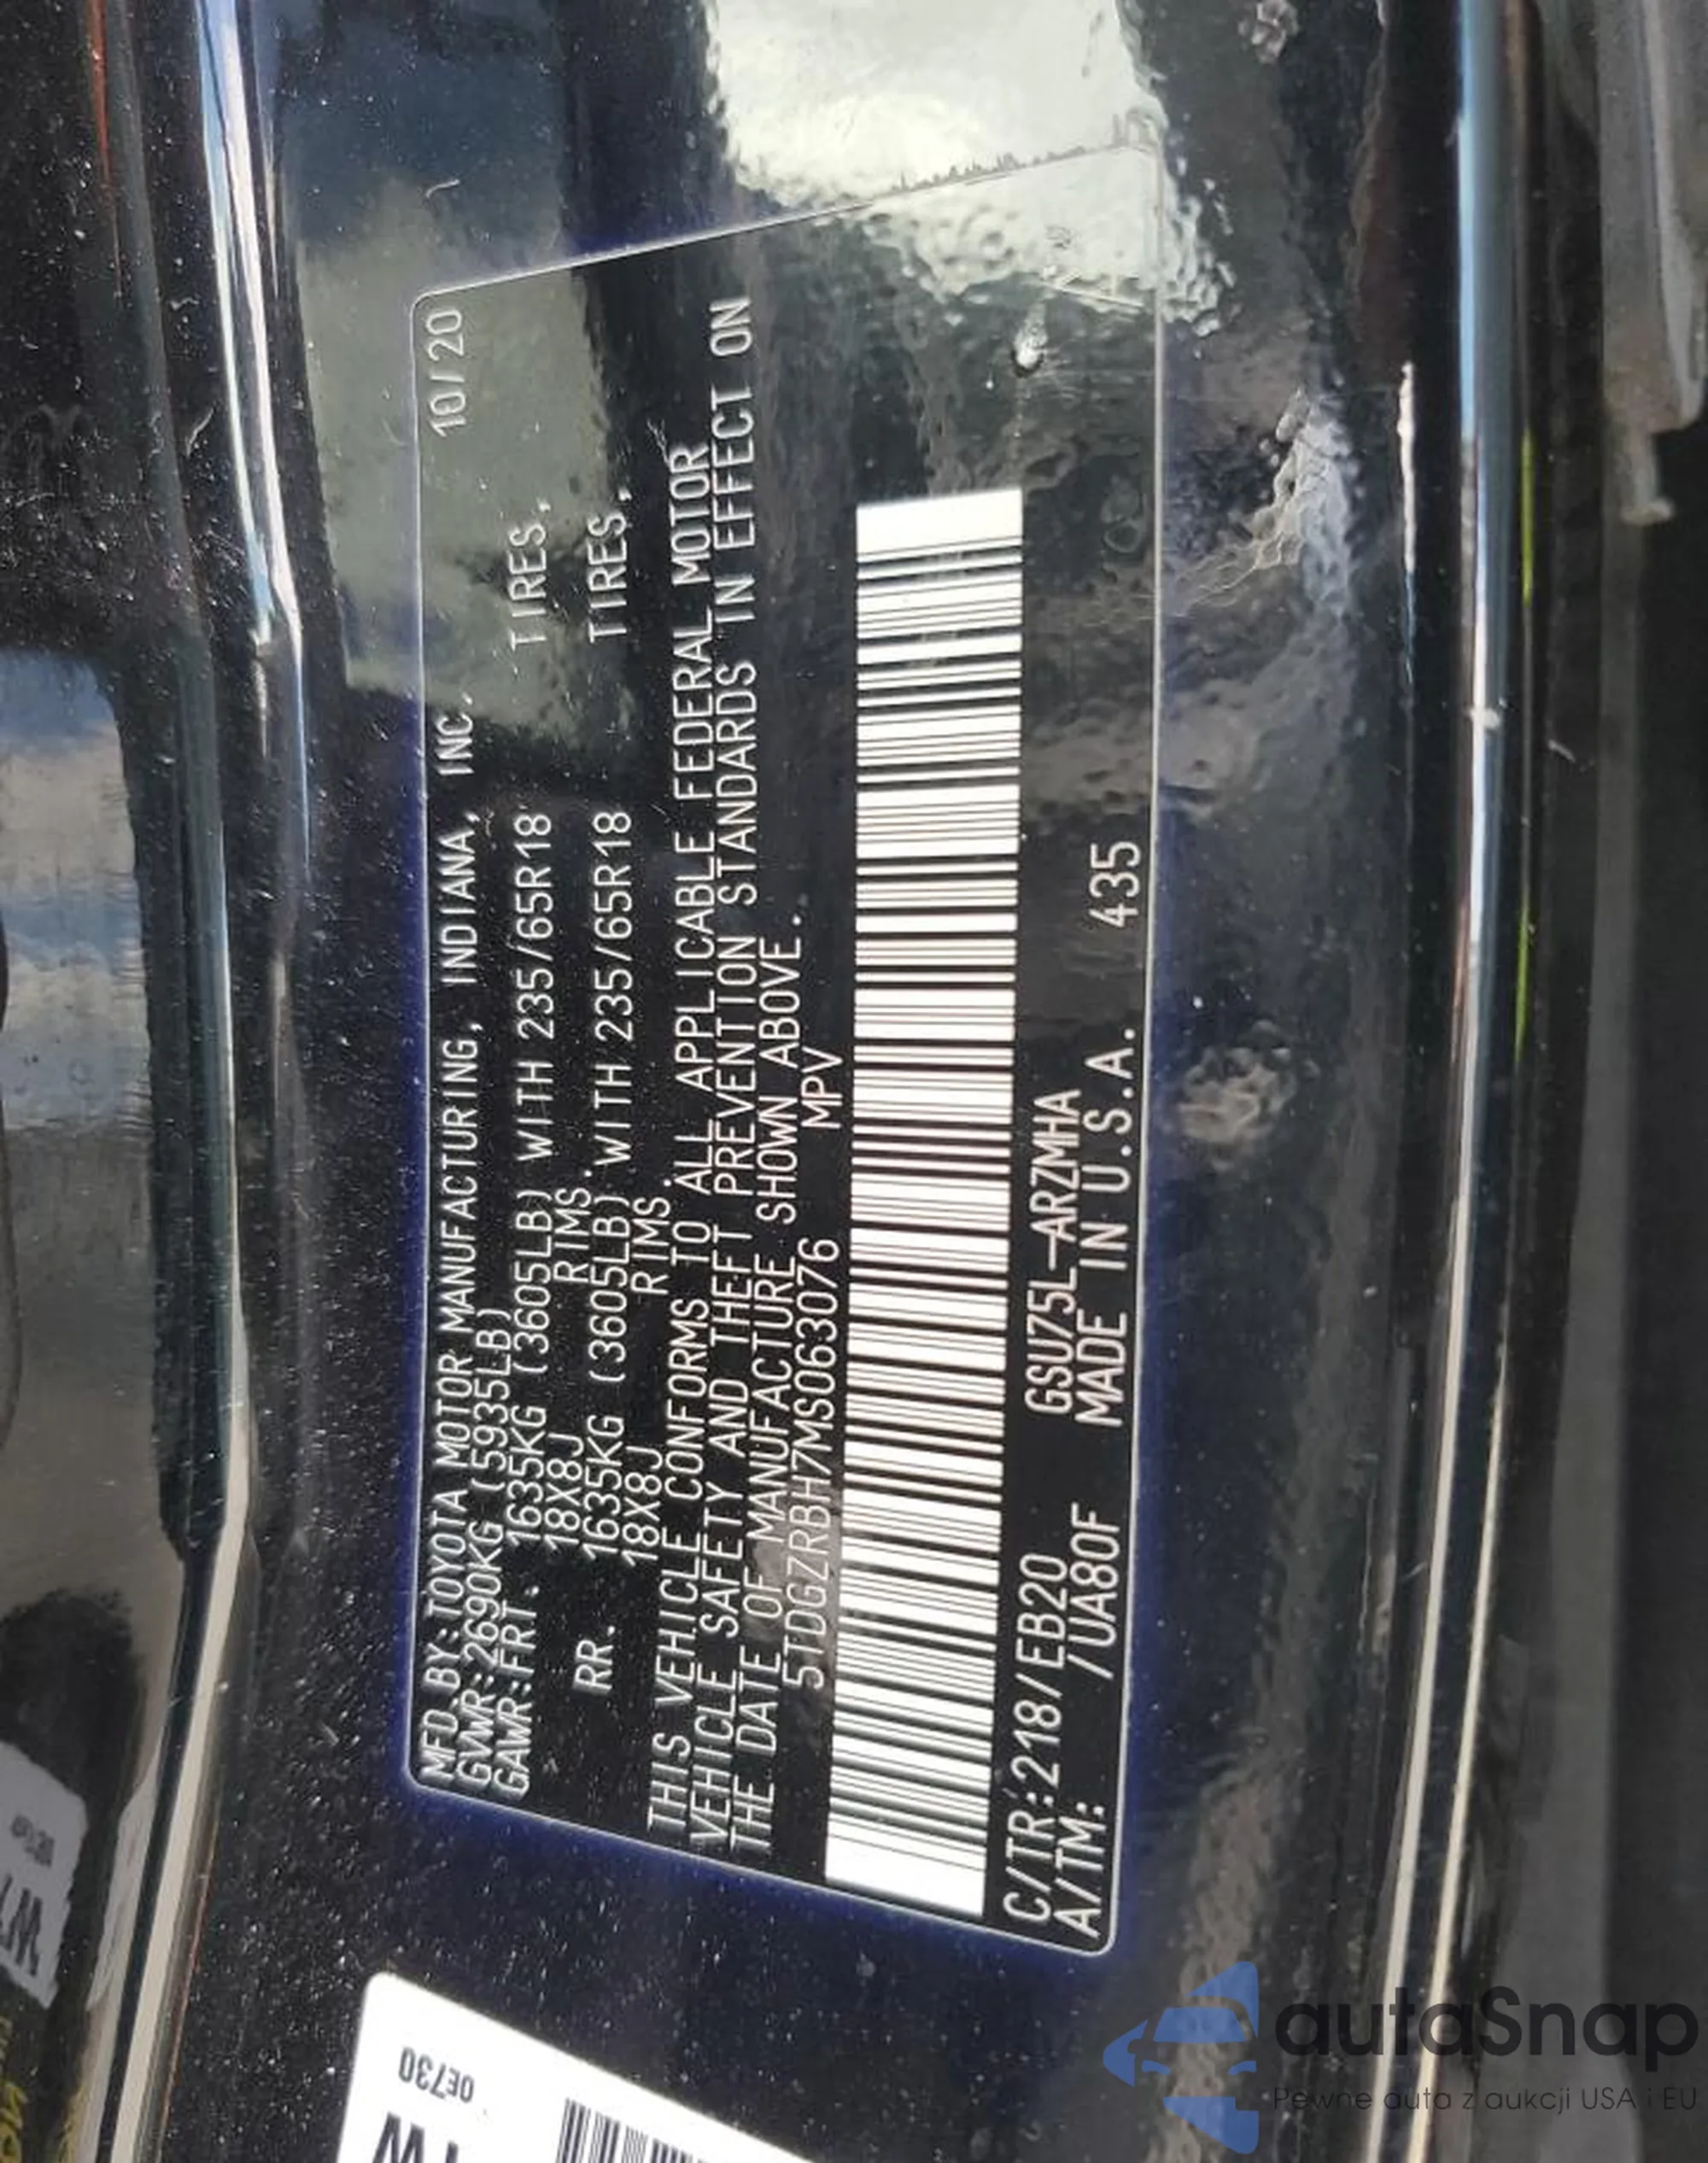 MFD.BY:TOYOTA MOTOR MANUFACTURING, INDIANA, INC. 10/20
GVWR:2690KG(5935LB)
GAWR:FRT. 1635KG (3605LB) WITH 235/65R18 TIRES,
18X8J RIMS.
RR. 1635KG (3605LB) WITH 235/65R18 TIRES,
18X8J RIMS.
THIS VEHICLE CONFORMS TO ALL APPLICABLE FEDERAL MOTOR
VEHICLE SAFETY AND THEFT PREVENTION STANDARDS IN EFFECT ON
THE DATE OF MANUFACTURE SHOWN ABOVE.
5TDGZRBH7MS063076 MPV
C/TR:218/EB20 GSU75L-ARZMHA
A/TM: /UA80F MADE IN U.S.A. 435
0E730
autaSnap
Pewne auta z aukcji USA i EU